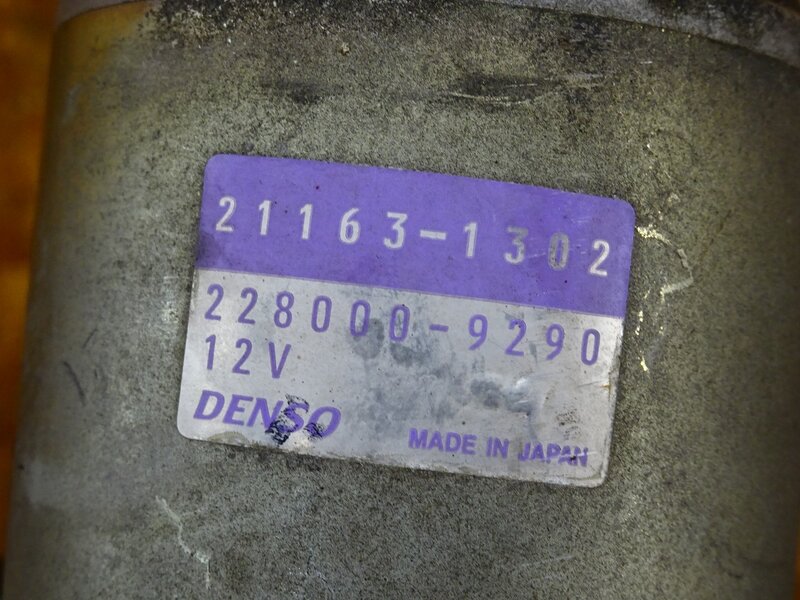 21163-1302
228000-9290
12V
DENSO
MADE IN JAPAN